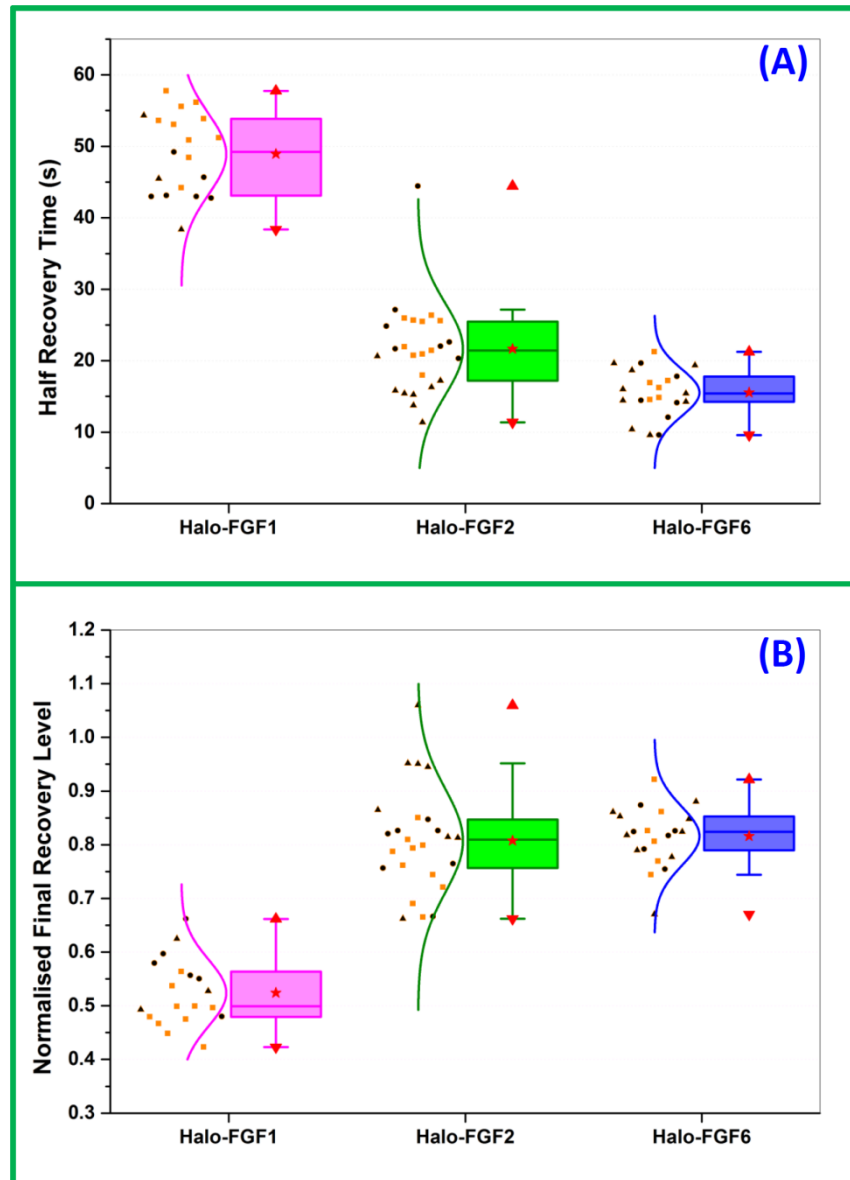 (A)
60
50
40
30
20
10
0
Half Recovery Time (s)
Halo-FGF1 Halo-FGF2 Halo-FGF6
(B)
1.2
1.1
1.0
0.9
0.8
0.7
0.6
0.5
0.4
0.3
Normalised Final Recovery Level
Halo-FGF1 Halo-FGF2 Halo-FGF6